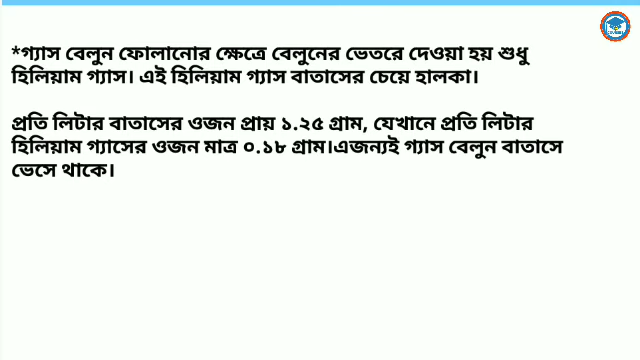 *গ্যাস বেলুন ফোলানোর ক্ষেত্রে বেলুনের ভেতরে দেওয়া হয় শুধু
হিলিয়াম গ্যাস। এই হিলিয়াম গ্যাস বাতাসের চেয়ে হালকা।
প্রতি লিটার বাতাসের ওজন প্রায় ১.২৫ গ্রাম, যেখানে প্রতি লিটার
হিলিয়াম গ্যাসের ওজন মাত্র ০.১৮ গ্রাম।এজন্যই গ্যাস বেলুন বাতাসে
ভেসে থাকে।